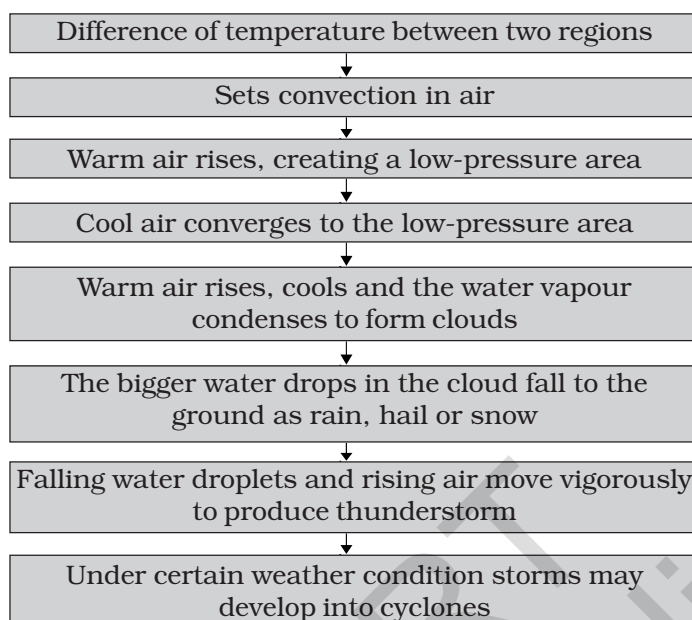 Difference of temperature between two regions
Sets convection in air
Warm air rises, creating a low-pressure area
Cool air converges to the low-pressure area
Warm air rises, cools and the water vapour
condenses to form clouds
The bigger water drops in the cloud fall to the
ground as rain, hail or snow
Falling water droplets and rising air move vigorously
to produce thunderstorm
Under certain weather condition storms may
develop into cyclones